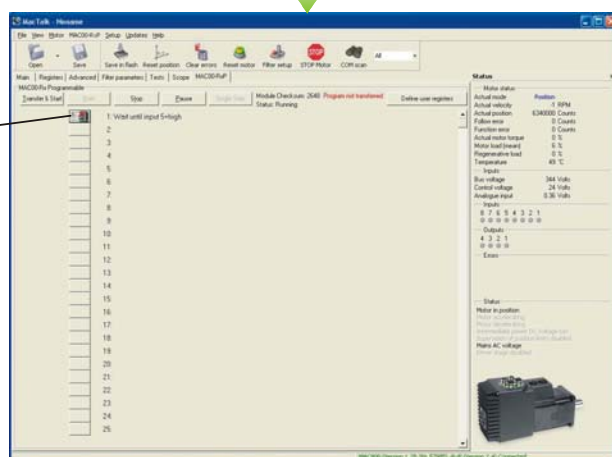 MacTalk - Noname
File View Motor MAC00-RxP Setup Updates Help
Open Save Save in flash Reset position Clear errors Reset motor Filter setup STOP Motor COM scan All
Main Registers Advanced Filter parameters Tests Scope MAC00-RxP
MAC00-Rx Programmable
Transfer & Start Start Stop Pause Single Step Module Checksum: 2640 Program not transferred Define user registers
Status: Running
1: Wait until input 5=high
2
3
4
5
6
7
8
9
10
11
12
13
14
15
16
17
18
19
20
21
22
23
24
25
Status
Motor status
Actual mode Position
Actual velocity -1 RPM
Actual position 6340000 Counts
Follow error 0 Counts
Function error 0 Counts
Actual motor torque 0 %
Motor load (mean) 6 %
Regenerative load 0 %
Temperature 49 °C
Inputs
Bus voltage 344 Volts
Control voltage 24 Volts
Analogue input 0.36 Volts
Inputs
8 7 6 5 4 3 2 1
Outputs
4 3 2 1
Errors
Status
Motor in position
Motor accelerating
Motor decelerating
Mains AC voltage